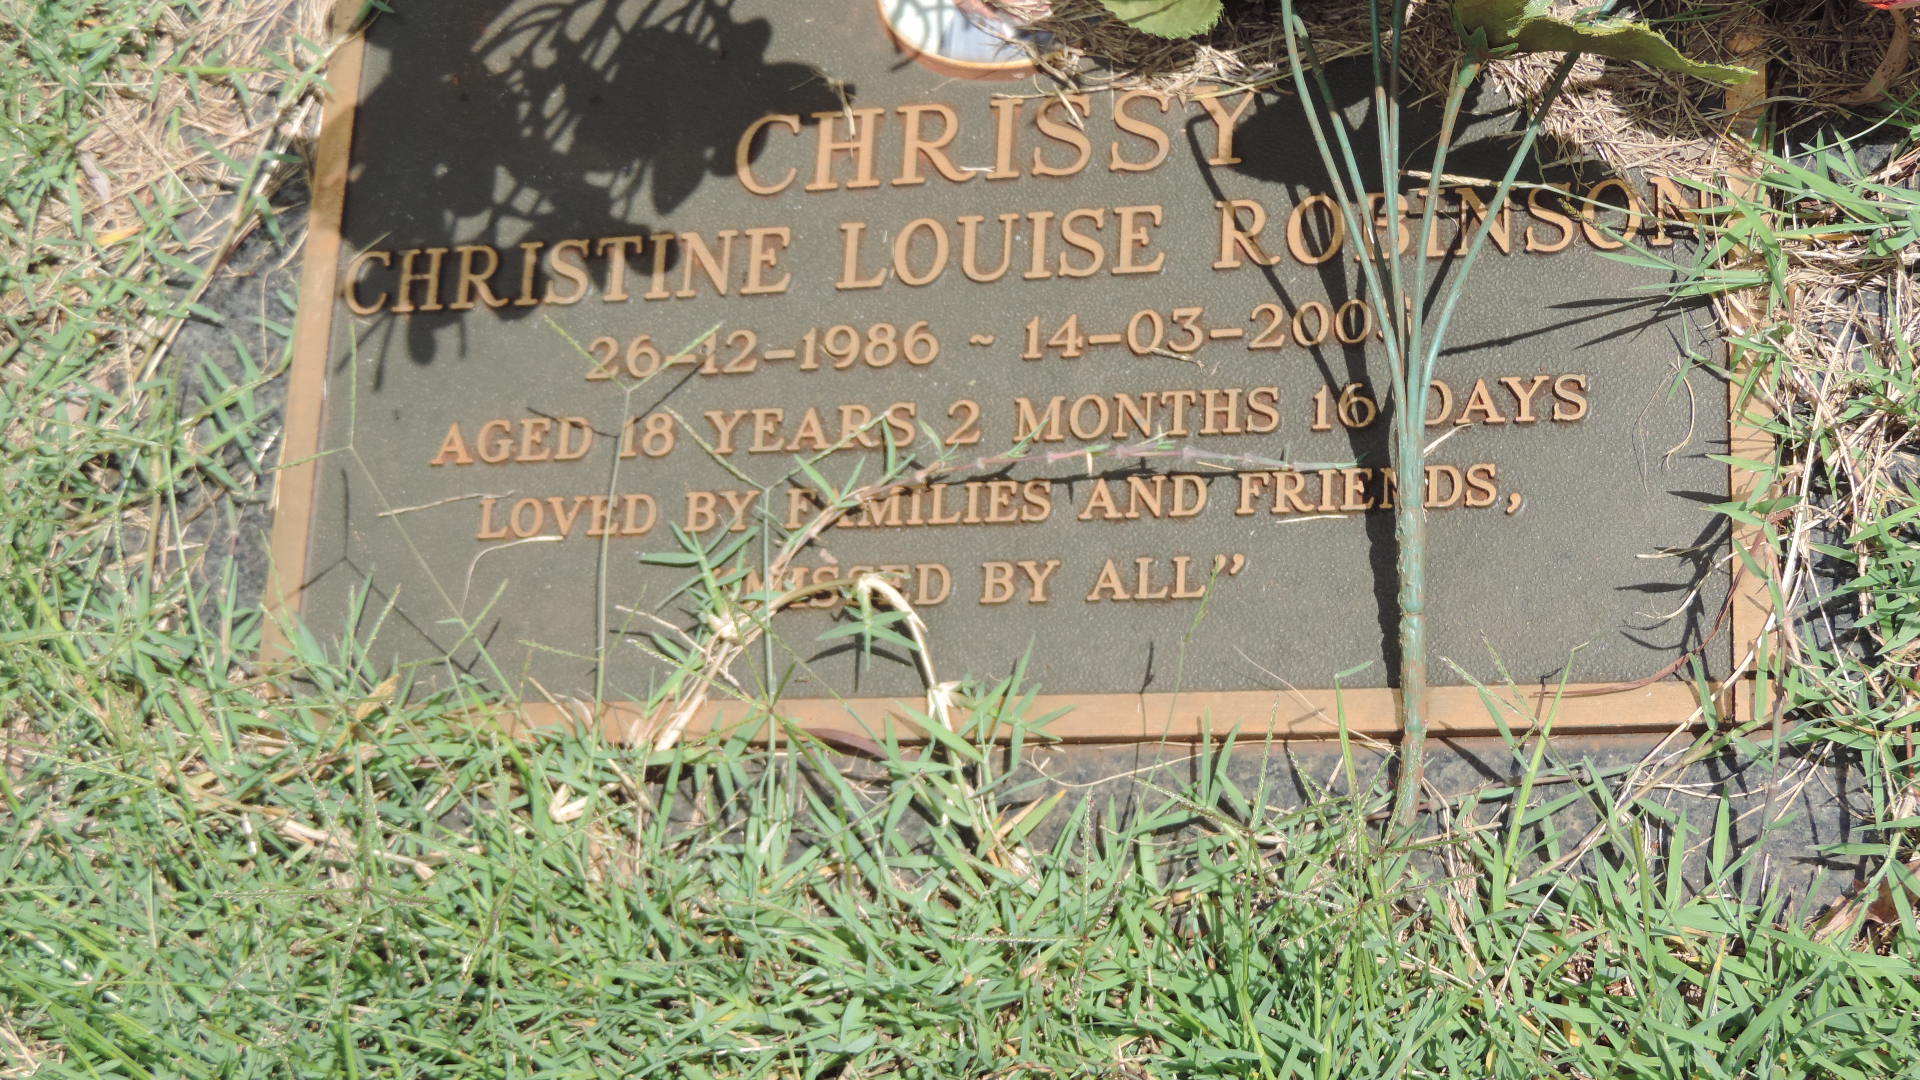 CHRISSY
CHRISTINE LOUISE ROBINSON
26-12-1986 ~ 14-03-2005
AGED 18 YEARS 2 MONTHS 16 DAYS
LOVED BY FAMILIES AND FRIENDS,
“MISSED BY ALL”